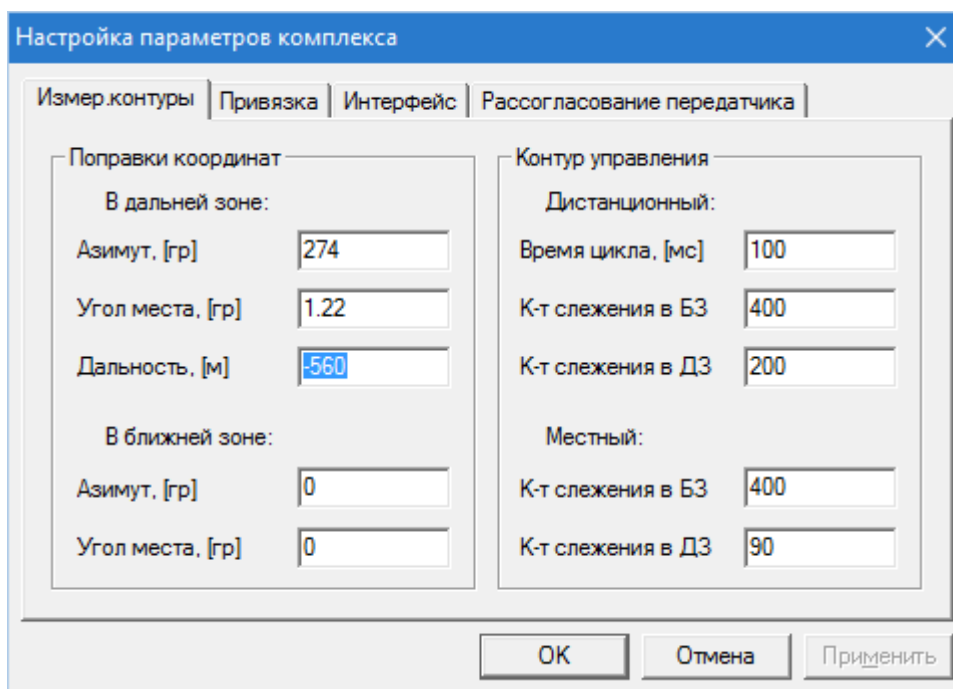 Настройка параметров комплекса
Измер.контуры
Привязка
Интерфейс
Рассогласование передатчика
Поправки координат
В дальней зоне:
Азимут, [гр] 274
Угол места, [гр] 1.22
Дальность, [м] -560
В ближней зоне:
Азимут, [гр] 0
Угол места, [гр] 0
Контур управления
Дистанционный:
Время цикла, [мс] 100
К-т слежения в БЗ 400
К-т слежения в ДЗ 200
Местный:
К-т слежения в БЗ 400
К-т слежения в ДЗ 90
OK
Отмена
Применить